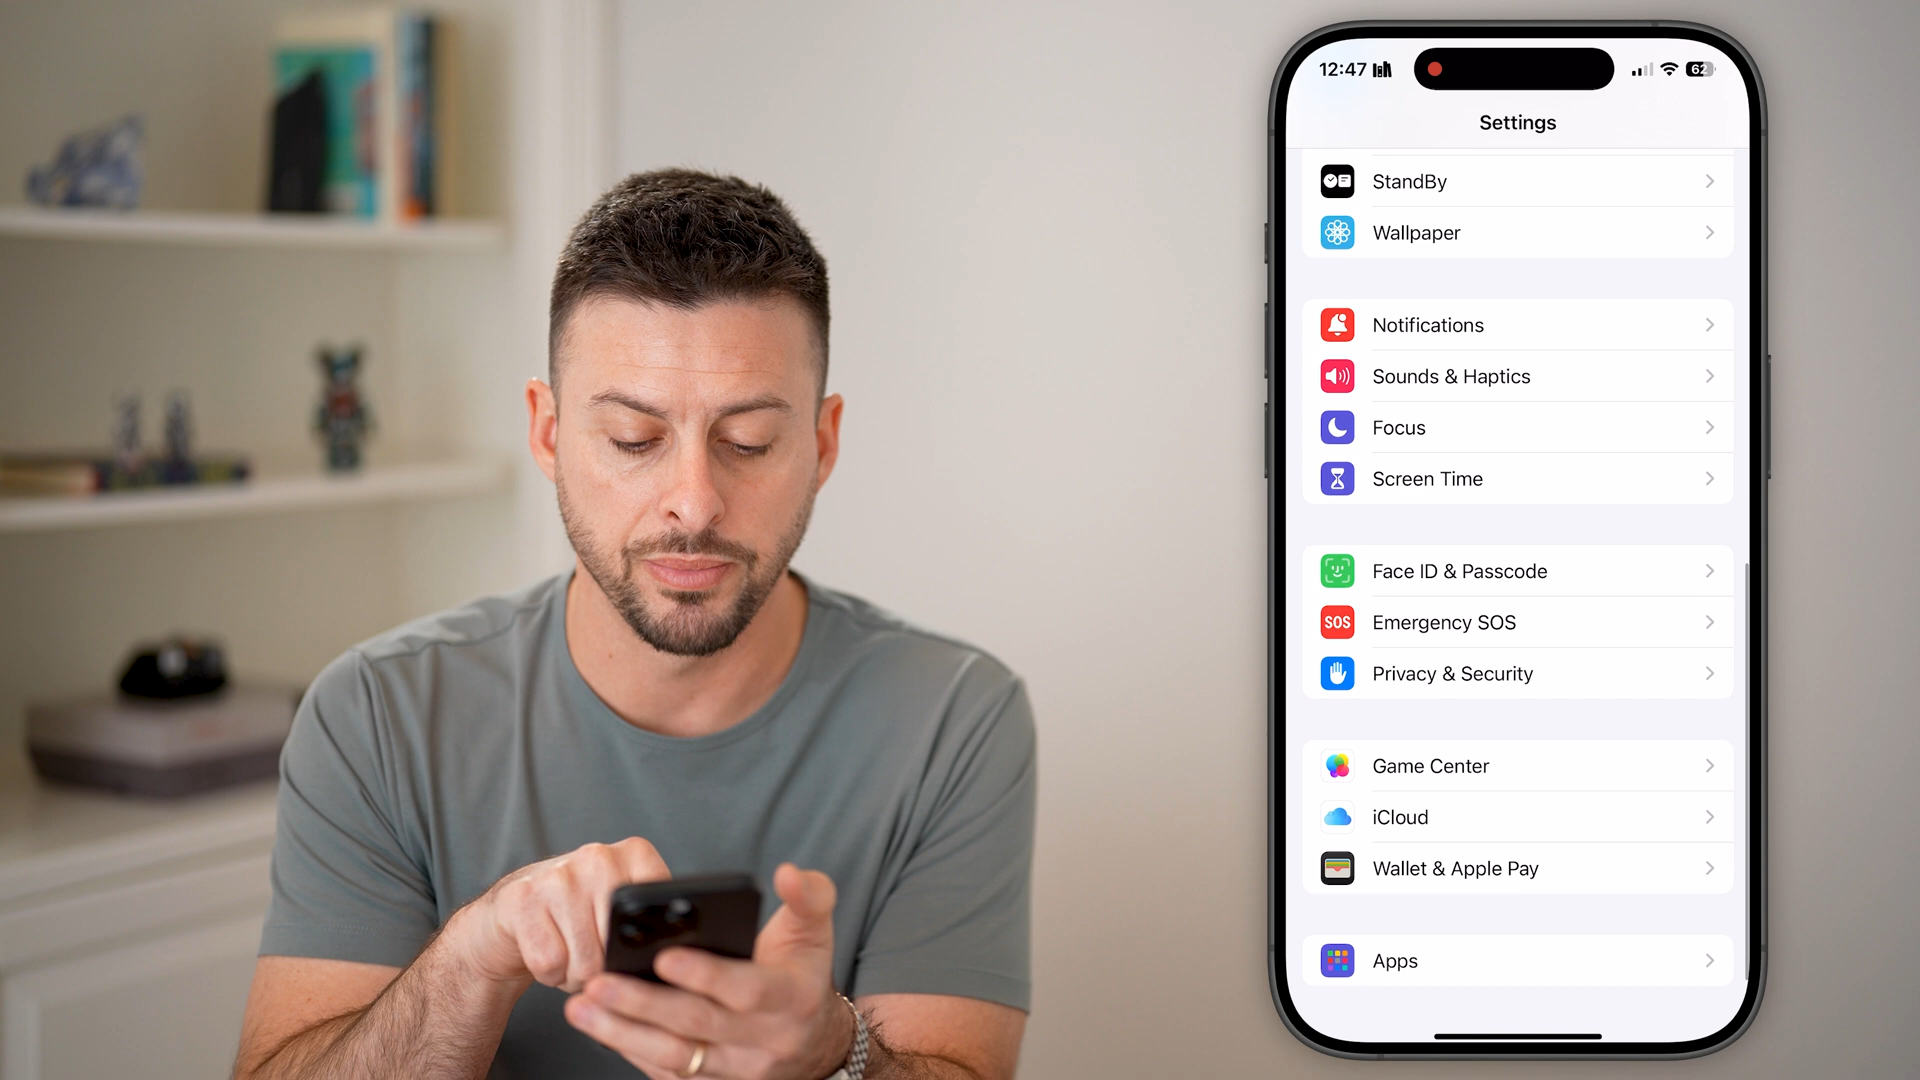 12:47
62
Settings
StandBy
Wallpaper
Notifications
Sounds & Haptics
Focus
Screen Time
Face ID & Passcode
SOS
Emergency SOS
Privacy & Security
Game Center
iCloud
Wallet & Apple Pay
Apps